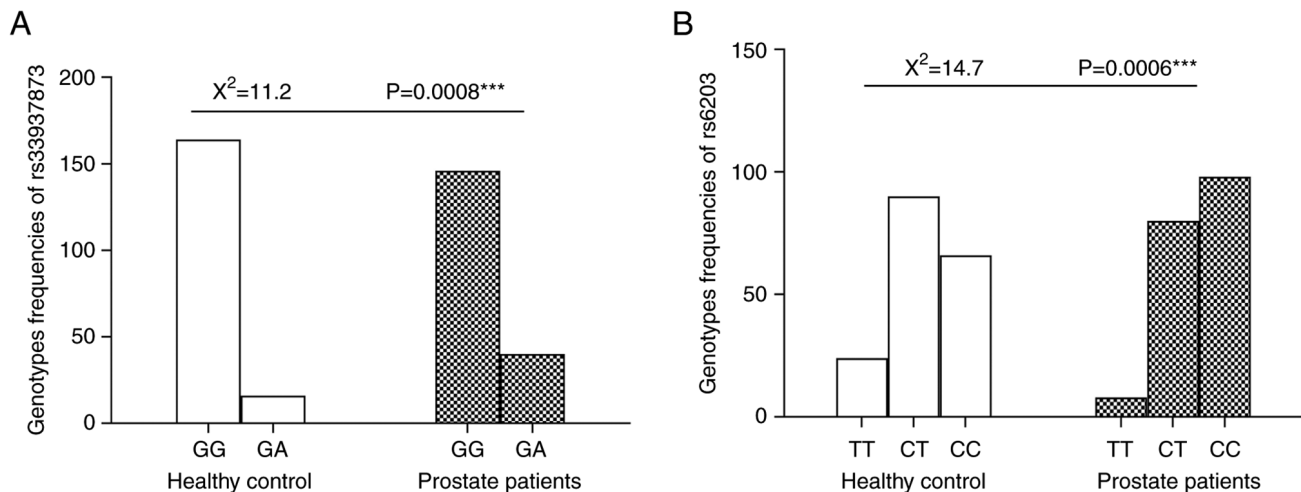 A
Genotypes frequencies of rs33937873
200
150
100
50
0
X²=11.2 P=0.0008***
GG GA GG GA
Healthy control Prostate patients
B
Genotypes frequencies of rs6203
150
100
50
0
X²=14.7 P=0.0006***
TT CT CC TT CT CC
Healthy control Prostate patients